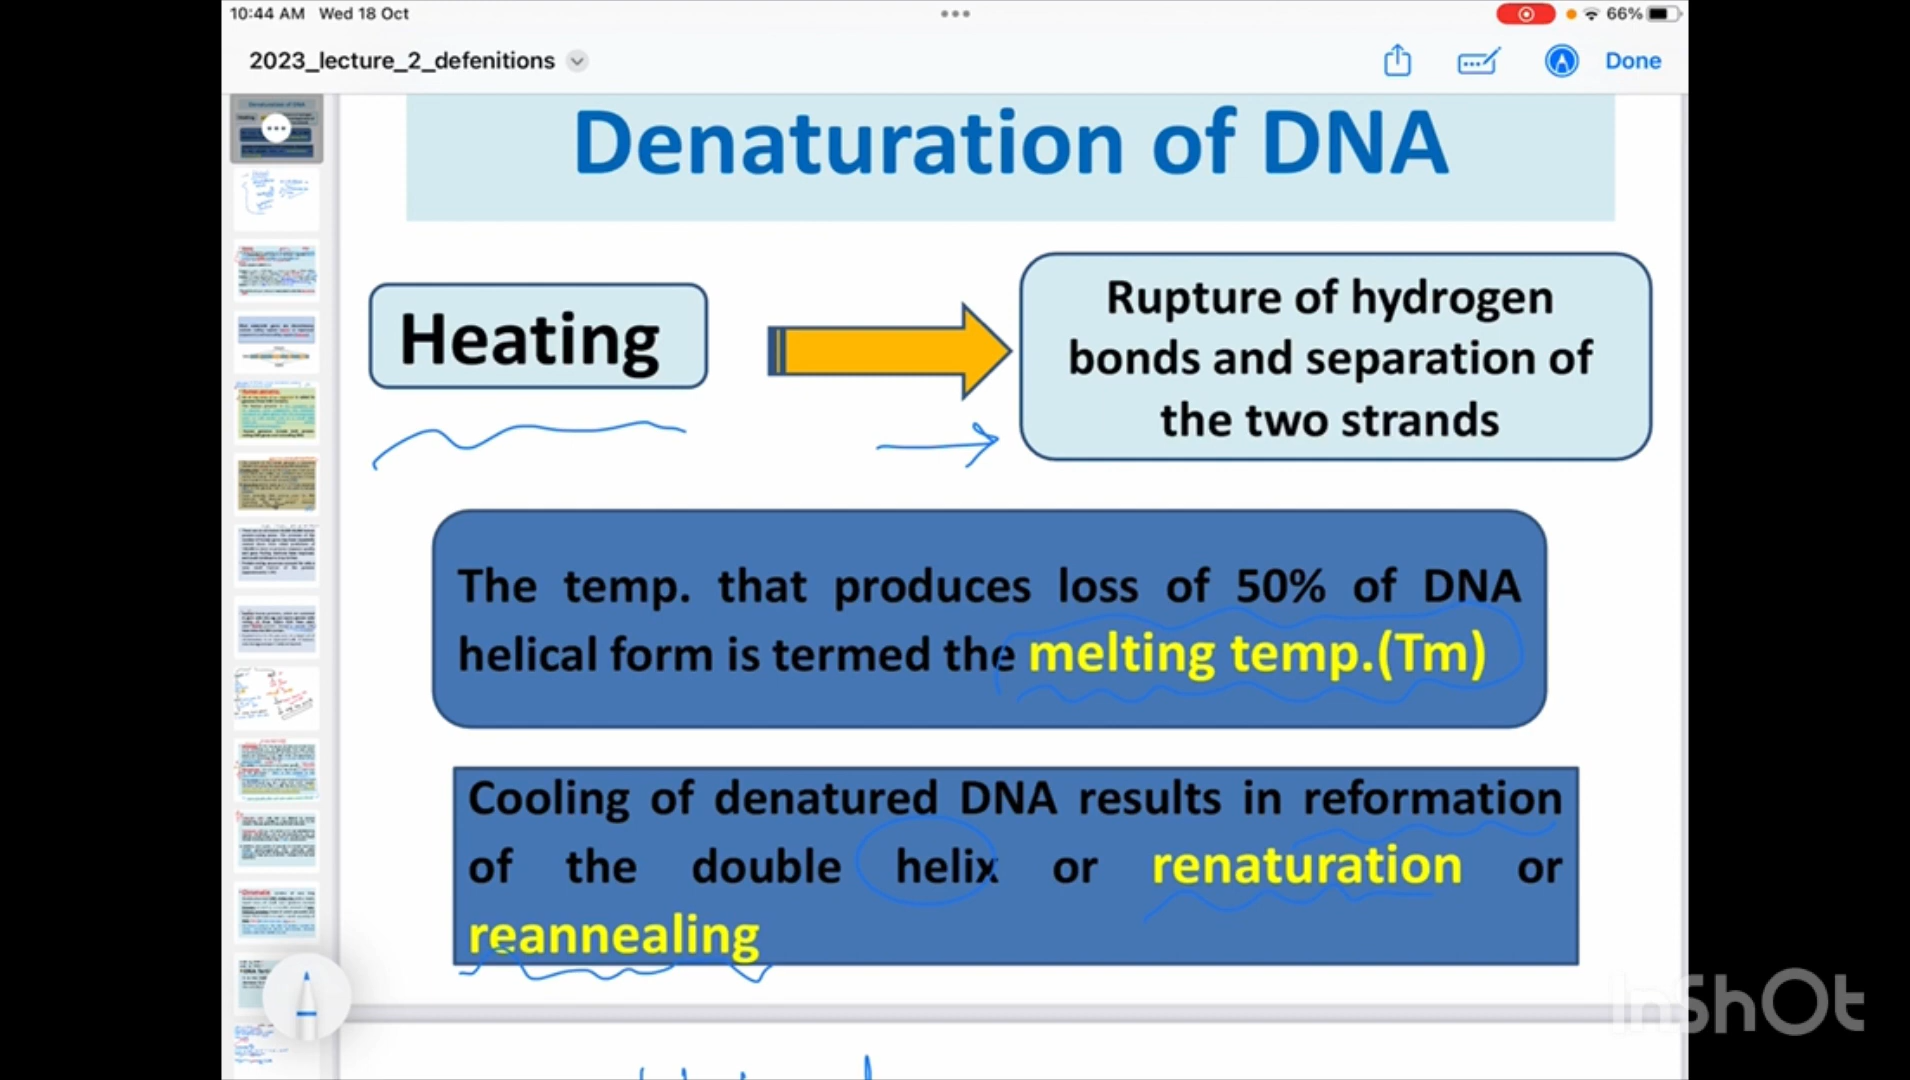 10:44 AM Wed 18 Oct
66%
2023_lecture_2_defenitions
Done
Denaturation of DNA
Heating
Rupture of hydrogen
bonds and separation of
the two strands
The temp. that produces loss of 50% of DNA
helical form is termed the melting temp.(Tm)
Cooling of denatured DNA results in reformation
of the double helix or renaturation or
reannealing
InShOt